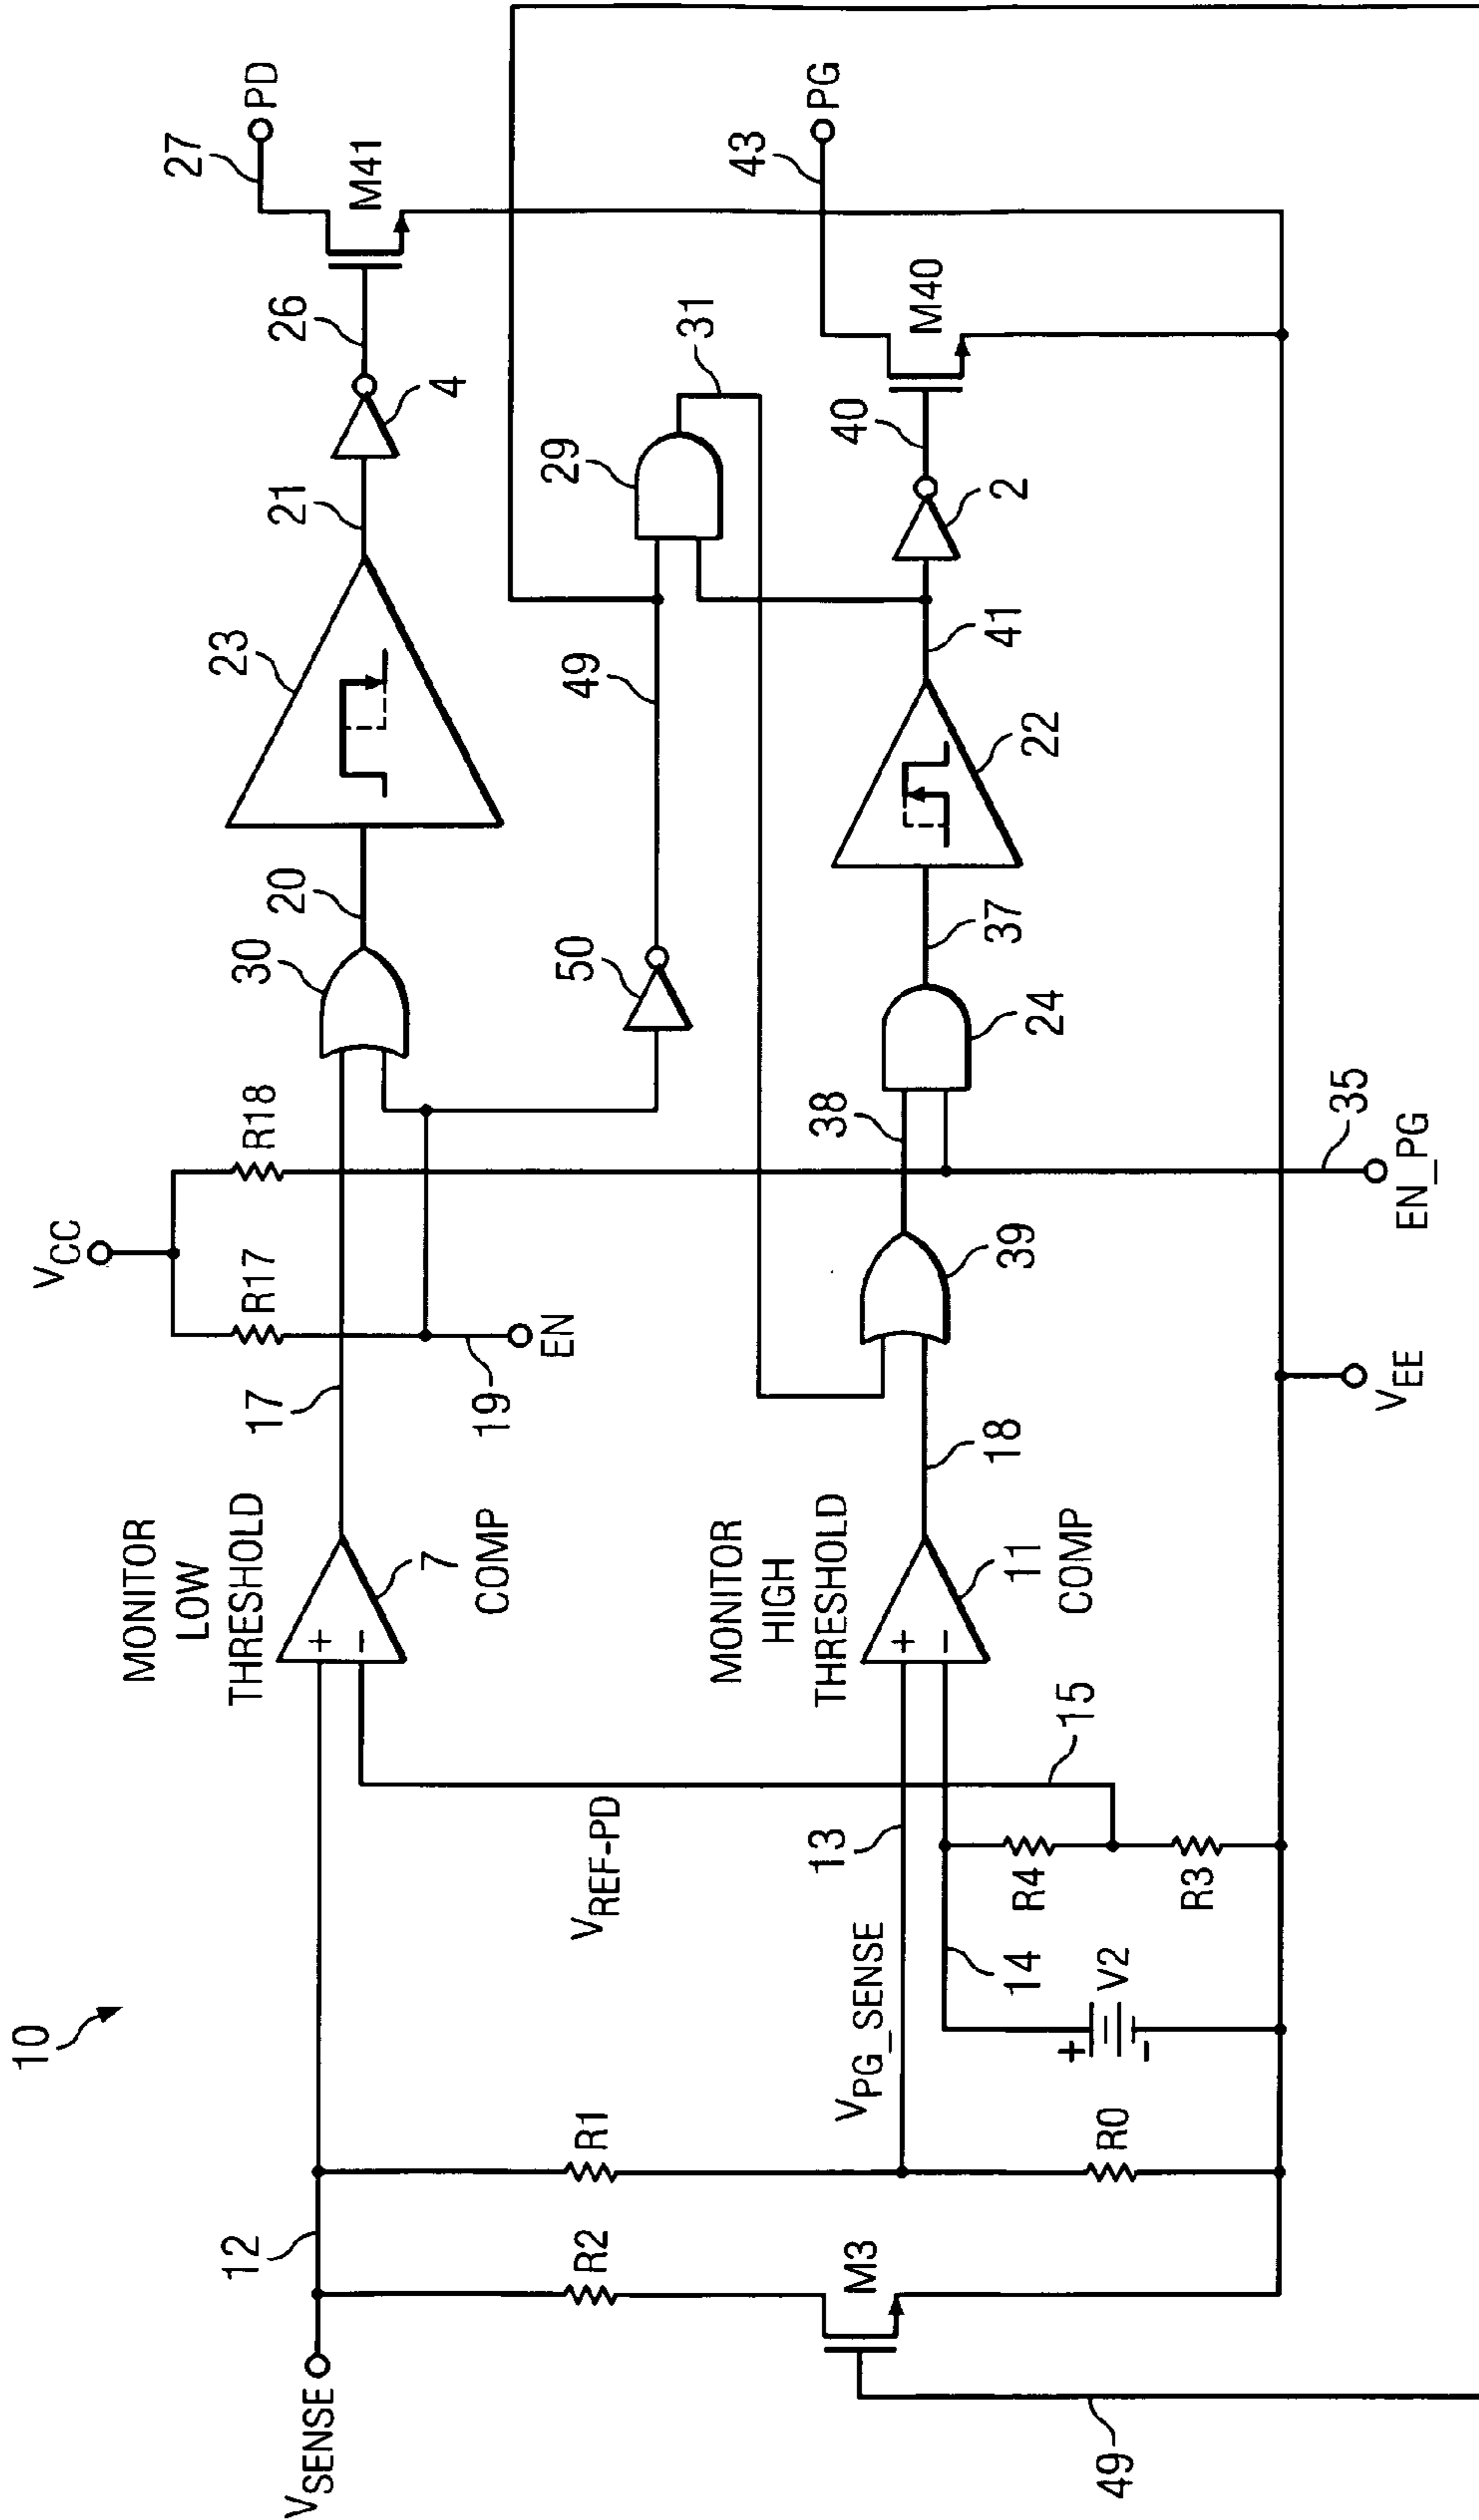 10
VSENSE
12
R2
R1
M3
49
VPG_SENSE
R0
V2
+
-
14
R4
R3
13
VREF-PD
15
MONITOR
LOW
THRESHOLD
+
-
7
COMP
MONITOR
HIGH
THRESHOLD
+
-
11
COMP
17
18
VCC
R17
R18
19
EN
39
38
VEE
EN_PG
35
30
20
50
24
37
23
49
22
21
41
29
4
2
26
31
40
M41
M40
27
PD
43
PG